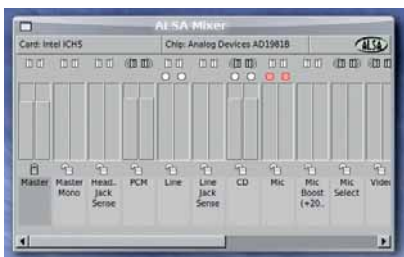 ALSA Mixer
Card: Intel ICH5 Chip: Analog Devices AD1981B ALSA
Master Master Mono Head.. Jack Sense PCM Line Line Jack Sense CD Mic Mic Boost (+20.. Mic Select Video